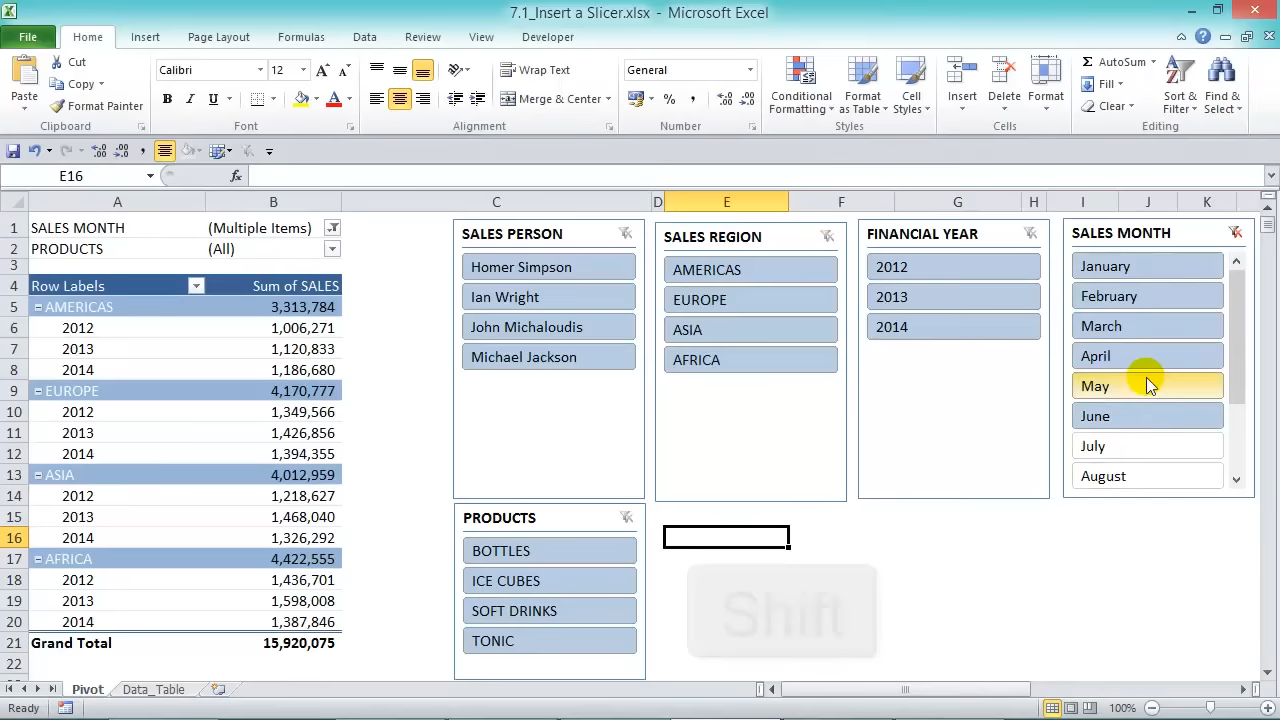 7.1_Insert a Slicer.xlsx - Microsoft Excel
File Home Insert Page Layout Formulas Data Review View Developer
Paste
Cut
Copy
Format Painter
Clipboard
Calibri 12
B I U
Font
Wrap Text
Merge & Center
Alignment
General
Number
Conditional Formatting
Format as Table
Cell Styles
Styles
Insert Delete Format
Cells
AutoSum
Fill
Clear
Sort & Filter
Find & Select
Editing
E16 fx
A B C D E F G H I J K
1 SALES MONTH (Multiple Items)
2 PRODUCTS (All)
3
4 Row Labels Sum of SALES
5 AMERICAS 3,313,784
6 2012 1,006,271
7 2013 1,120,833
8 2014 1,186,680
9 EUROPE 4,170,777
10 2012 1,349,566
11 2013 1,426,856
12 2014 1,394,355
13 ASIA 4,012,959
14 2012 1,218,627
15 2013 1,468,040
16 2014 1,326,292
17 AFRICA 4,422,555
18 2012 1,436,701
19 2013 1,598,008
20 2014 1,387,846
21 Grand Total 15,920,075
22
SALES PERSON
Homer Simpson
Ian Wright
John Michaloudis
Michael Jackson
SALES REGION
AMERICAS
EUROPE
ASIA
AFRICA
FINANCIAL YEAR
2012
2013
2014
SALES MONTH
January
February
March
April
May
June
July
August
PRODUCTS
BOTTLES
ICE CUBES
SOFT DRINKS
TONIC
Shift
Pivot Data_Table
Ready 100%